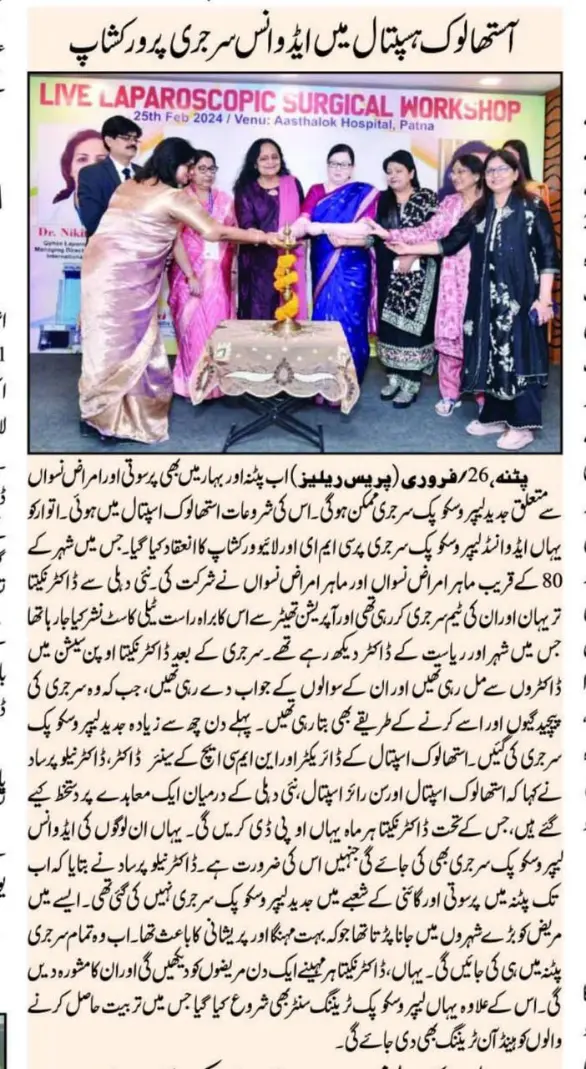 آستھالوک ہسپتال میں ایڈوانس سرجری پر ورکشاپ
LIVE LAPAROSCOPIC SURGICAL WORKSHOP
25th Feb 2024 / Venu: Aasthalok Hospital, Patna
Dr. Niki
Gynae Lapar
Managing Direct
International
پٹنہ، 26/فروری (پریس ریلیز) اب پٹنہ اور بہار میں بھی پرسوتی اور امراض نسواں
سے متعلق جدید لیپروسکوپک سرجری ممکن ہوگی۔ اس کی شروعات استھالوک اسپتال میں ہوئی۔ اتوار کو
یہاں ایڈوانسڈ لیپروسکوپک سرجری پر سی ایم ای اور لائیو ورکشاپ کا انعقاد کیا گیا۔ جس میں شہر کے
80 کے قریب ماہر امراض نسواں اور ماہر امراض نسواں نے شرکت کی۔ نئی دہلی سے ڈاکٹر نکیتا
تریہان اور ان کی ٹیم سرجری کر رہی تھی اور آپریشن تھیٹر سے اس کا براہ راست ٹیلی کاسٹ نشر کیا جا رہا تھا
جس میں شہر اور ریاست کے ڈاکٹر دیکھ رہے تھے۔ سرجری کے بعد ڈاکٹر نکیتا اوپن سیشن میں
ڈاکٹروں سے مل رہی تھیں اور ان کے سوالوں کے جواب دے رہی تھیں، جب کہ وہ سرجری کی
پیچیدگیوں اور اسے کرنے کے طریقے بھی بتا رہی تھیں۔ پہلے دن چھ سے زیادہ جدید لیپروسکوپک
سرجری کی گئیں۔ استھالوک اسپتال کے ڈائریکٹر اور این ایم سی ایچ کے سینئر ڈاکٹر، ڈاکٹر نیلو پرساد
نے کہا کہ استھالوک اسپتال اور سن رائز اسپتال، نئی دہلی کے درمیان ایک معاہدے پر دستخط کیے
گئے ہیں، جس کے تحت ڈاکٹر نکیتا ہر ماہ یہاں او پی ڈی کریں گی۔ یہاں ان لوگوں کی ایڈوانس
لیپروسکوپک سرجری بھی کی جائے گی جنہیں اس کی ضرورت ہے۔ ڈاکٹر نیلو پرساد نے بتایا کہ اب
تک پٹنہ میں پرسوتی اور گائنی کے شعبے میں جدید لیپروسکوپک سرجری نہیں کی گئی تھی۔ ایسے میں
مریض کو بڑے شہروں میں جانا پڑتا تھا جو کہ بہت مہنگا اور پریشانی کا باعث تھا۔ اب وہ تمام سرجری
پٹنہ میں ہی کی جائیں گی۔ یہاں، ڈاکٹر نکیتا ہر مہینے ایک دن مریضوں کو دیکھیں گی اور ان کا مشورہ دیں
گی۔ اس کے علاوہ یہاں لیپروسکوپک ٹریننگ سنٹر بھی شروع کیا گیا جس میں تربیت حاصل کرنے
والوں کو ہینڈ آن ٹریننگ بھی دی جائے گی۔